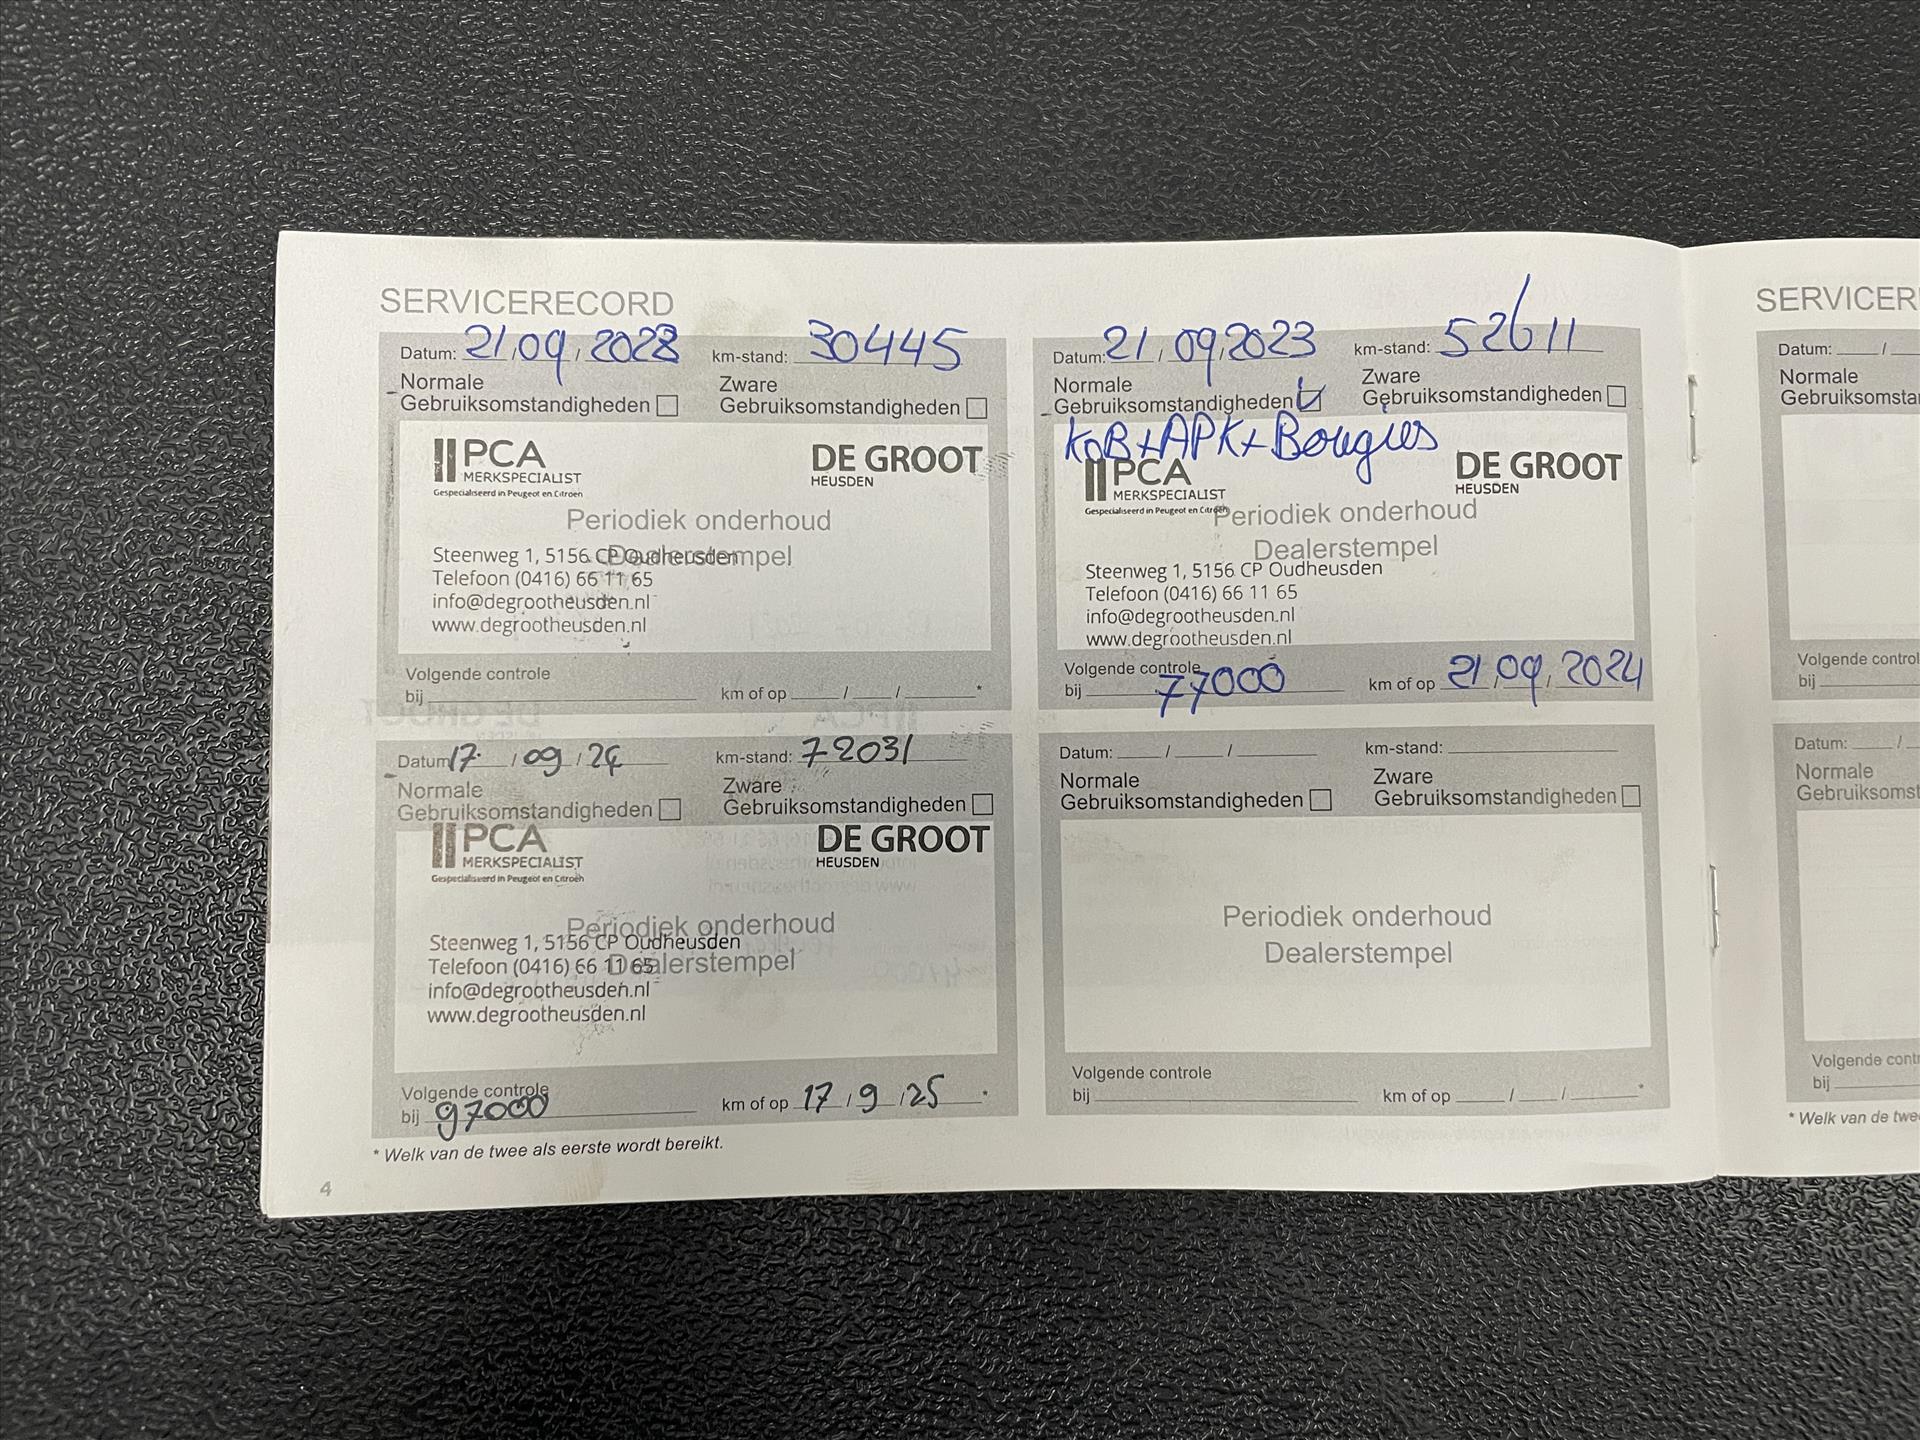 SERVICERECORD
Datum: 21/09/2022 km-stand: 30445
Normale Zware
Gebruiksomstandigheden Gebruiksomstandigheden
PCA DE GROOT
MERKSPECIALIST HEUSDEN
Gespecialiseerd in Peugeot en Citroën
Periodiek onderhoud
Dealerstempel
Steenweg 1, 5156 CP Oudheusden
Telefoon (0416) 66 11 65
info@degrootheusden.nl
www.degrootheusden.nl
Volgende controle
bij km of op / / *
Datum: 21/09/2023 km-stand: 52611
Normale Zware
Gebruiksomstandigheden Gebruiksomstandigheden
+APK+Bougies
PCA DE GROOT
MERKSPECIALIST HEUSDEN
Gespecialiseerd in Peugeot en Citroën
Periodiek onderhoud
Dealerstempel
Steenweg 1, 5156 CP Oudheusden
Telefoon (0416) 66 11 65
info@degrootheusden.nl
www.degrootheusden.nl
Volgende controle
bij 77000 km of op 21/09/2024
Datum: 17/09/24 km-stand: 72031
Normale Zware
Gebruiksomstandigheden Gebruiksomstandigheden
PCA DE GROOT
MERKSPECIALIST HEUSDEN
Gespecialiseerd in Peugeot en Citroën
Periodiek onderhoud
Dealerstempel
Steenweg 1, 5156 CP Oudheusden
Telefoon (0416) 66 11 65
info@degrootheusden.nl
www.degrootheusden.nl
Volgende controle
bij 97000 km of op 17/9/25 *
Datum: / / km-stand:
Normale Zware
Gebruiksomstandigheden Gebruiksomstandigheden
Periodiek onderhoud
Dealerstempel
Volgende controle
bij km of op / / *
* Welk van de twee als eerste wordt bereikt.
4
SERVICER
Datum: /
Normale
Gebruiksomsta
Volgende control
bij
Datum: /
Normale
Gebruiksomst
Volgende cont
bij
* Welk van de twe